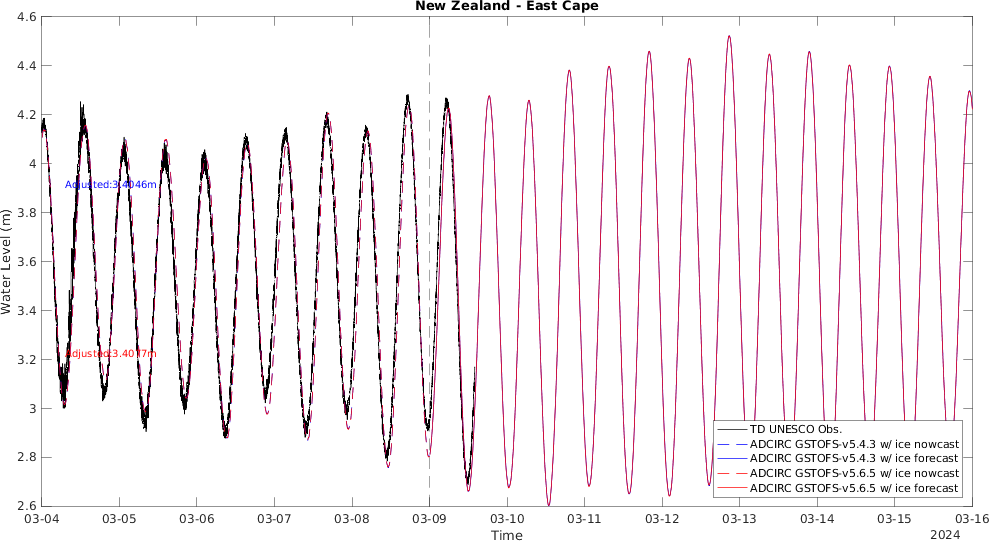 New Zealand - East Cape
4.6
4.4
4.2
4
3.8
3.6
3.4
3.2
3
2.8
2.6
Water Level (m)
Adjusted:3.4046m
Adjusted:3.4077m
TD UNESCO Obs.
ADCIRC GSTOFS-v5.4.3 w/ ice nowcast
ADCIRC GSTOFS-v5.4.3 w/ ice forecast
ADCIRC GSTOFS-v5.6.5 w/ ice nowcast
ADCIRC GSTOFS-v5.6.5 w/ ice forecast
03-04 03-05 03-06 03-07 03-08 03-09 03-10 03-11 03-12 03-13 03-14 03-15 03-16
Time
2024